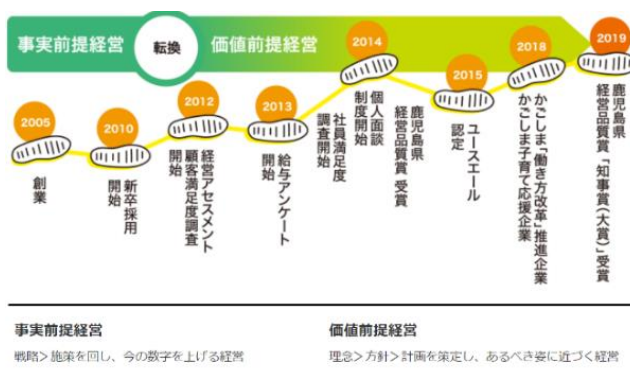 事実前提経営
転換
価値前提経営
2005
創業
2010
新卒採用
開始
2012
経営アセスメント
顧客満足度調査
開始
2013
給与アンケート
開始
2014
鹿児島県
経営品質賞 受賞
個人面談
制度開始
社員満足度
調査開始
2015
ユースエール
認定
2018
かごしま「働き方改革」推進企業
かごしま子育て応援企業
2019
鹿児島県
経営品質賞「知事賞(大賞)」受賞
事実前提経営
戦略>施策を回し、今の数字を上げる経営
価値前提経営
理念>方針>計画を策定し、あるべき姿に近づく経営